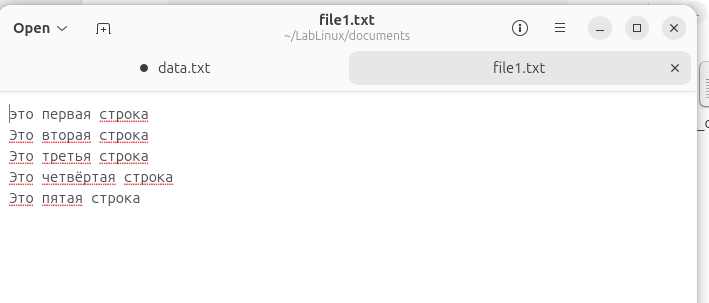 Open
file1.txt
~/LabLinux/documents
data.txt
file1.txt
это первая строка
Это вторая строка
Это третья строка
Это четвёртая строка
Это пятая строка